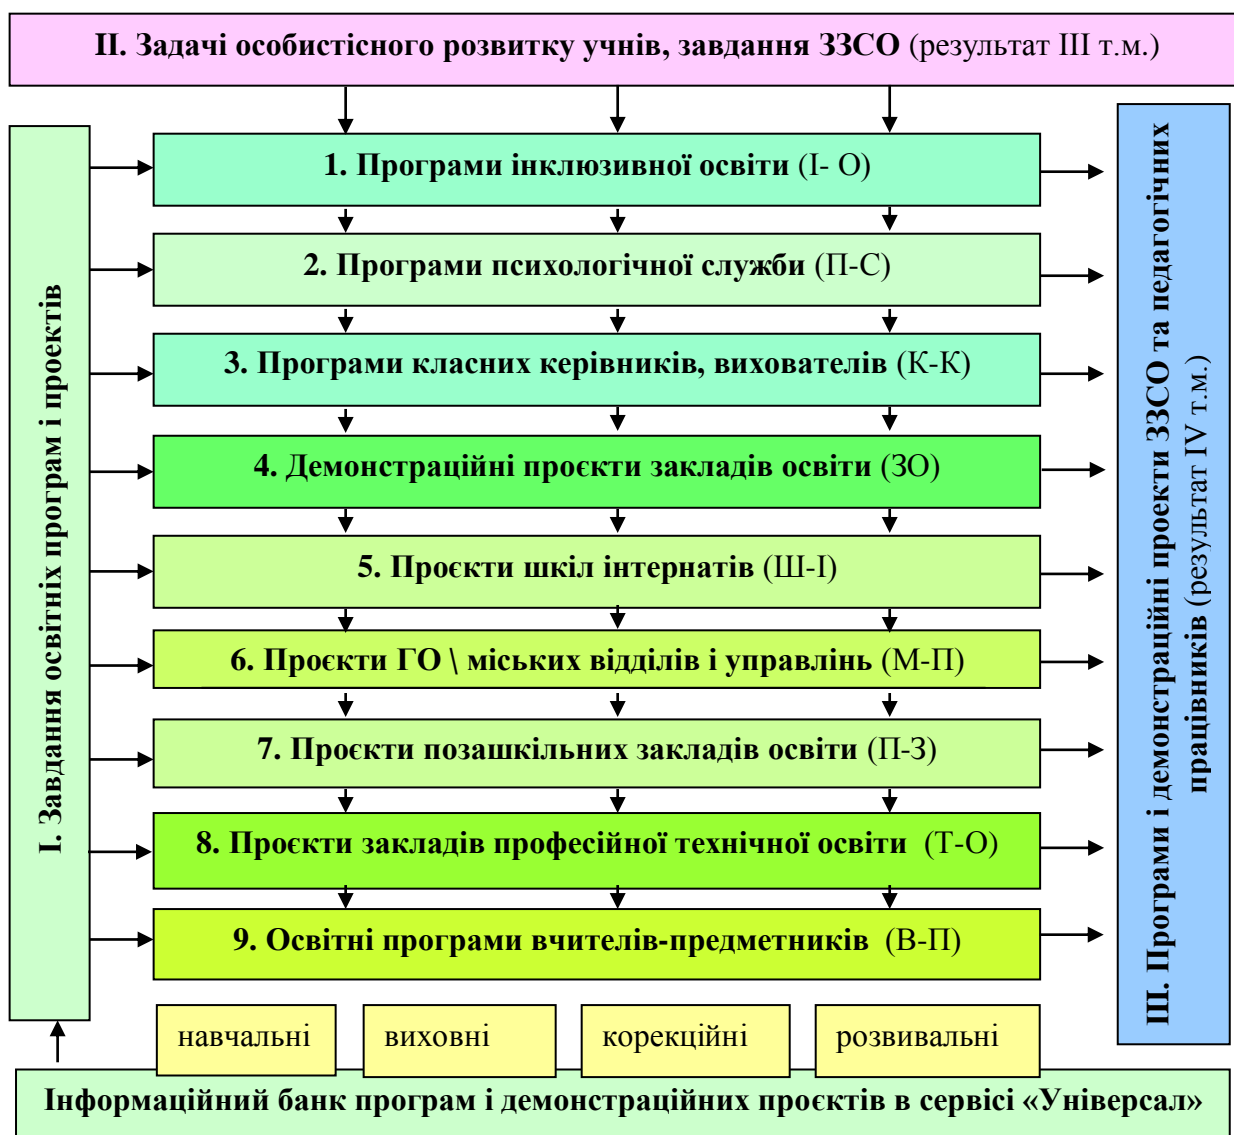 II. Задачі особистісного розвитку учнів, завдання ЗЗСО (результат III т.м.)
I. Завдання освітніх програм і проектів
1. Програми інклюзивної освіти (І- О)
2. Програми психологічної служби (П-С)
3. Програми класних керівників, вихователів (К-К)
4. Демонстраційні проєкти закладів освіти (ЗО)
5. Проєкти шкіл інтернатів (Ш-І)
6. Проєкти ГО \ міських відділів і управлінь (М-П)
7. Проєкти позашкільних закладів освіти (П-З)
8. Проєкти закладів професійної технічної освіти (Т-О)
9. Освітні програми вчителів-предметників (В-П)
III. Програми і демонстраційні проекти ЗЗСО та педагогічних
працівників (результат IV т.м.)
навчальні
виховні
корекційні
розвивальні
Інформаційний банк програм і демонстраційних проєктів в сервісі «Універсал»